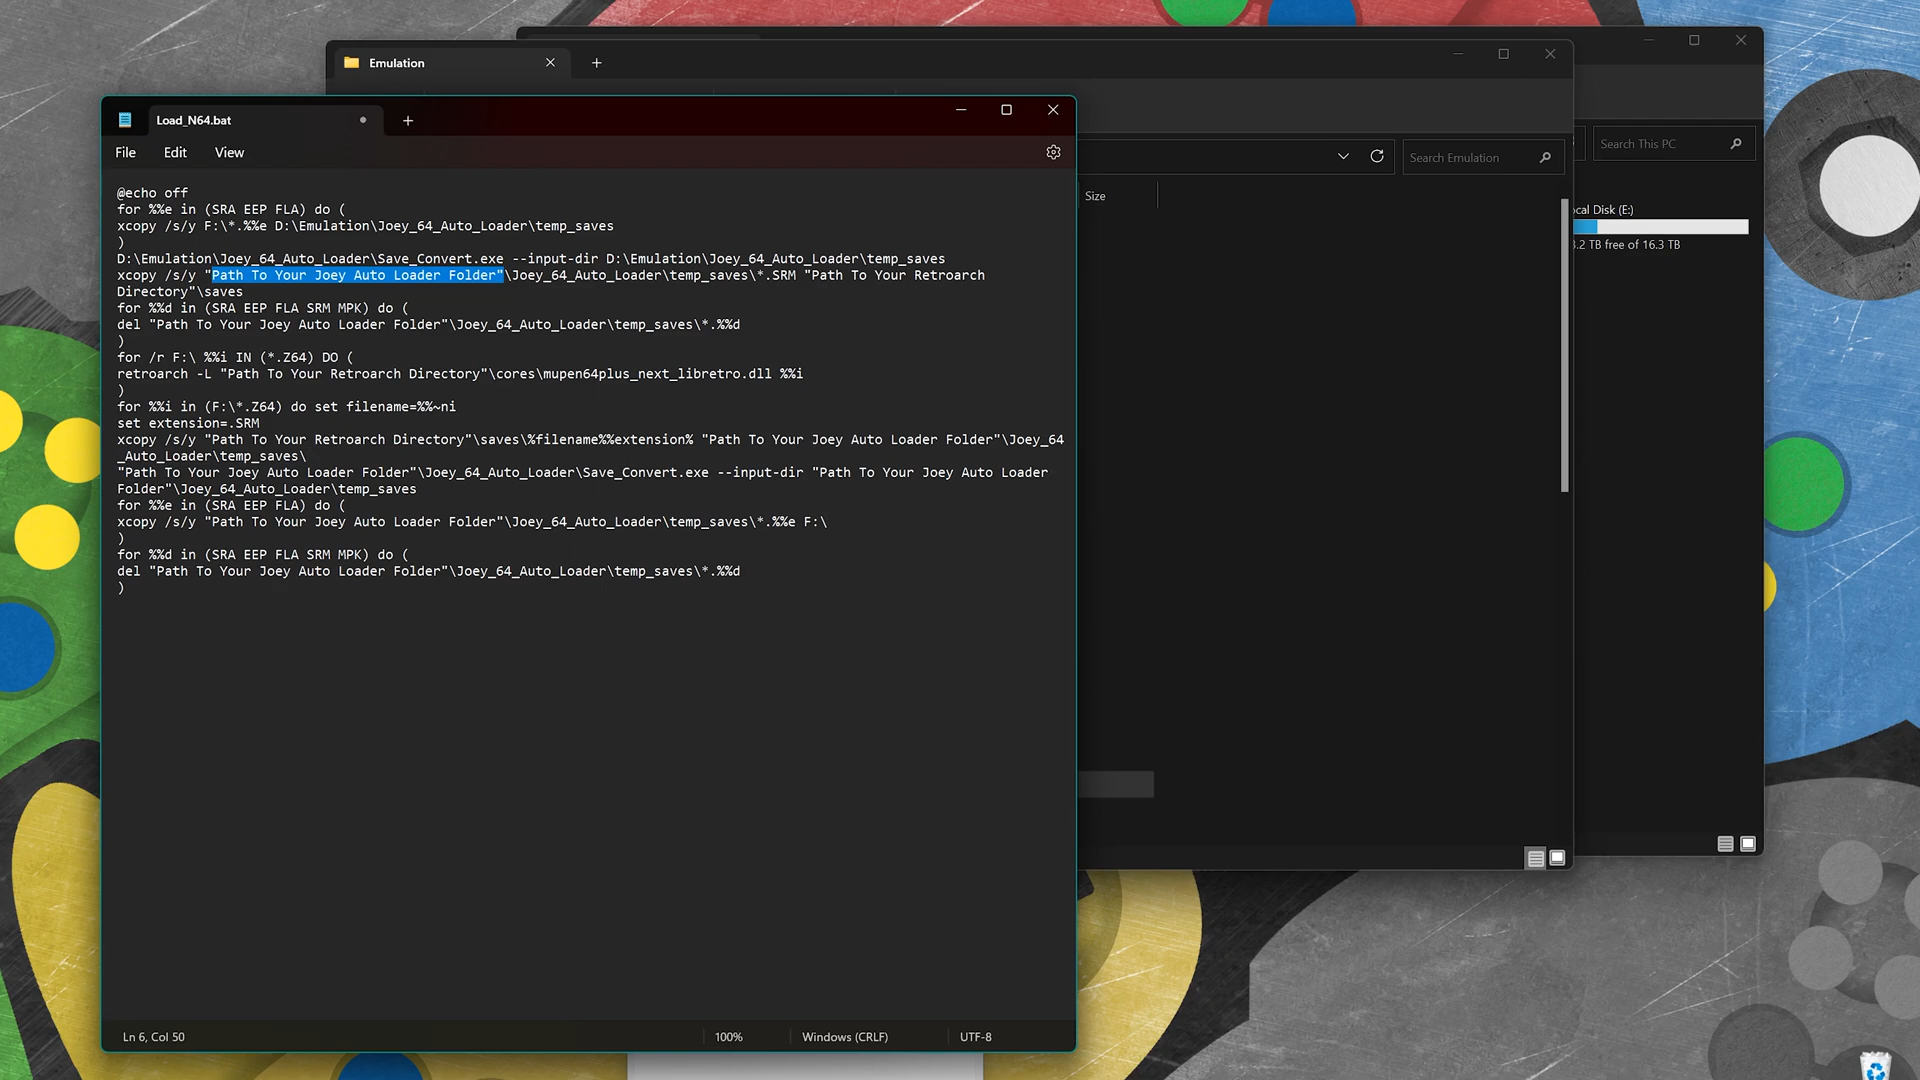 Emulation
Load_N64.bat
File Edit View
Search Emulation
Search This PC
Size
ocal Disk (E:)
3.2 TB free of 16.3 TB
@echo off
for %%e in (SRA EEP FLA) do (
xcopy /s/y F:\*.%%e D:\Emulation\Joey_64_Auto_Loader\temp_saves
)
D:\Emulation\Joey_64_Auto_Loader\Save_Convert.exe --input-dir D:\Emulation\Joey_64_Auto_Loader\temp_saves
xcopy /s/y "Path To Your Joey Auto Loader Folder"\Joey_64_Auto_Loader\temp_saves\*.SRM "Path To Your Retroarch
Directory"\saves
for %%d in (SRA EEP FLA SRM MPK) do (
del "Path To Your Joey Auto Loader Folder"\Joey_64_Auto_Loader\temp_saves\*.%%d
)
for /r F:\ %%i IN (*.Z64) DO (
retroarch -L "Path To Your Retroarch Directory"\cores\mupen64plus_next_libretro.dll %%i
)
for %%i in (F:\*.Z64) do set filename=%%~ni
set extension=.SRM
xcopy /s/y "Path To Your Retroarch Directory"\saves\%filename%%extension% "Path To Your Joey Auto Loader Folder"\Joey_64
_Auto_Loader\temp_saves\
"Path To Your Joey Auto Loader Folder"\Joey_64_Auto_Loader\Save_Convert.exe --input-dir "Path To Your Joey Auto Loader
Folder"\Joey_64_Auto_Loader\temp_saves
for %%e in (SRA EEP FLA) do (
xcopy /s/y "Path To Your Joey Auto Loader Folder"\Joey_64_Auto_Loader\temp_saves\*.%%e F:\
)
for %%d in (SRA EEP FLA SRM MPK) do (
del "Path To Your Joey Auto Loader Folder"\Joey_64_Auto_Loader\temp_saves\*.%%d
)
Ln 6, Col 50
100%
Windows (CRLF)
UTF-8